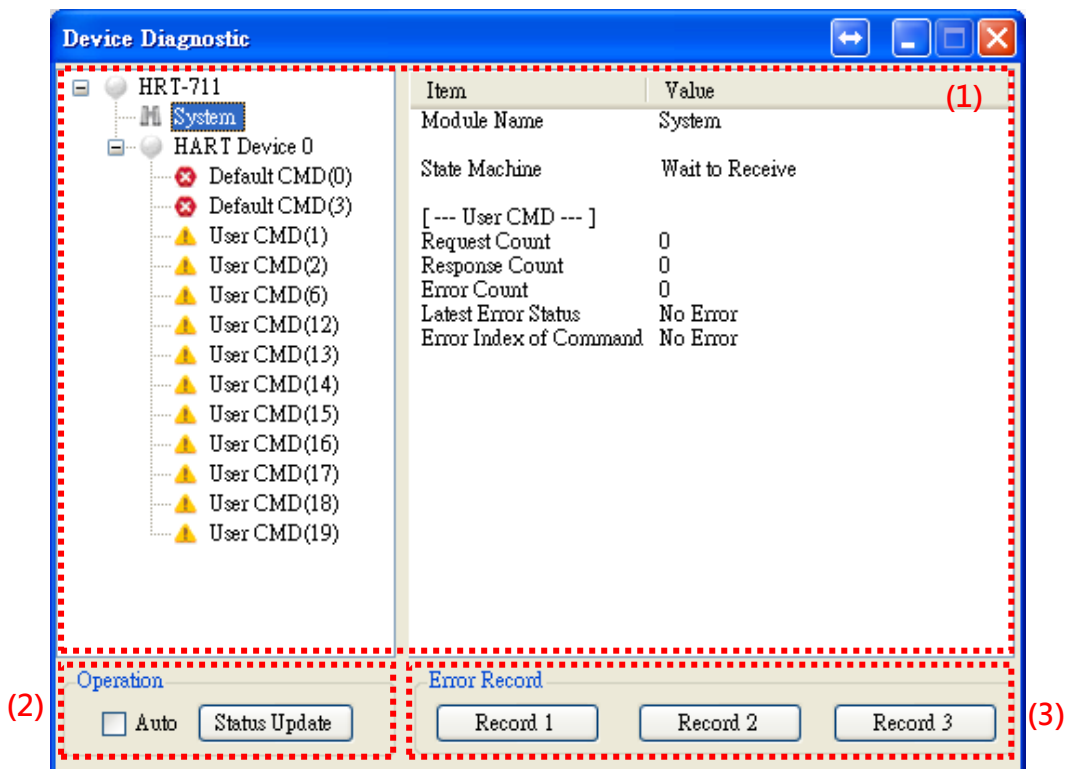 Device Diagnostic
HRT-711
System
HART Device 0
Default CMD(0)
Default CMD(3)
User CMD(1)
User CMD(2)
User CMD(6)
User CMD(12)
User CMD(13)
User CMD(14)
User CMD(15)
User CMD(16)
User CMD(17)
User CMD(18)
User CMD(19)
Item Value
(1)
Module Name System
State Machine Wait to Receive
[ --- User CMD --- ]
Request Count 0
Response Count 0
Error Count 0
Latest Error Status No Error
Error Index of Command No Error
(2)
Operation
Auto Status Update
Error Record
Record 1 Record 2 Record 3
(3)